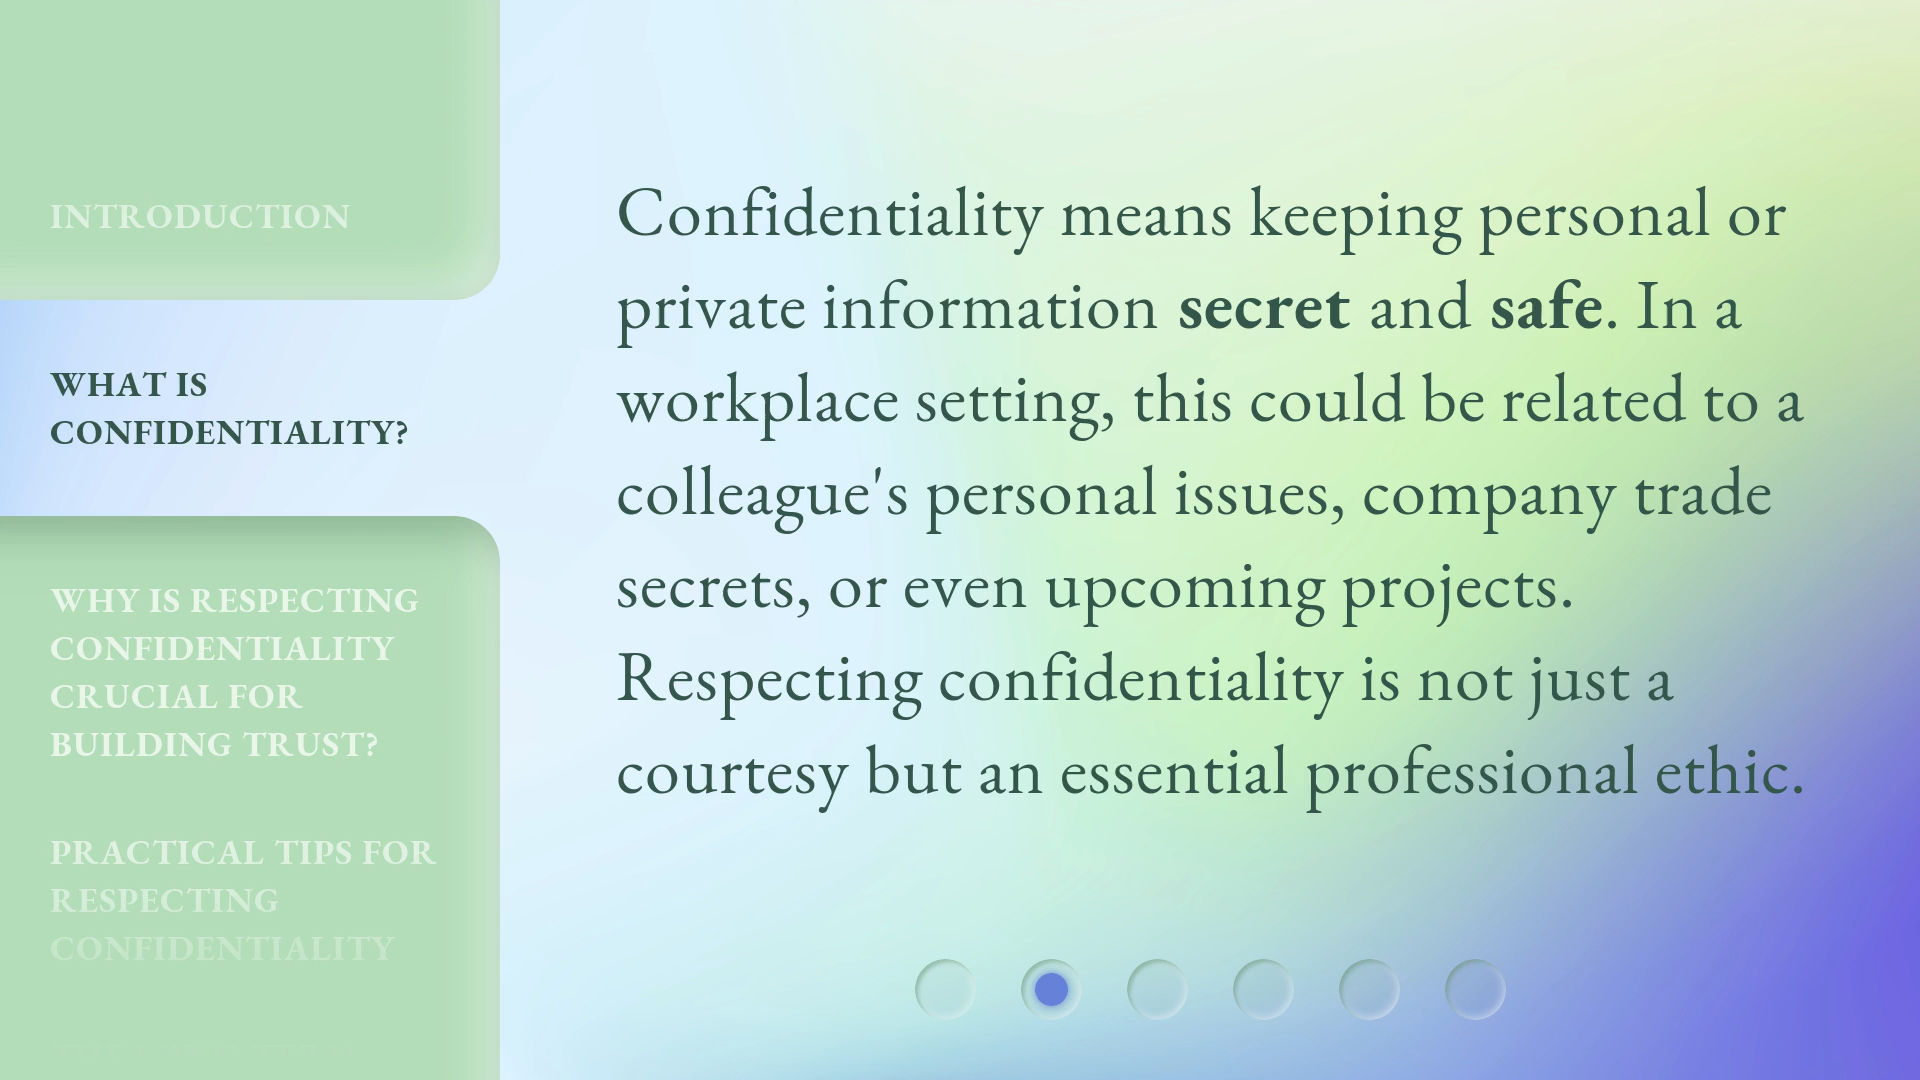 INTRODUCTION
WHAT IS
CONFIDENTIALITY?
WHY IS RESPECTING
CONFIDENTIALITY
CRUCIAL FOR
BUILDING TRUST?
PRACTICAL TIPS FOR
RESPECTING
CONFIDENTIALITY
Confidentiality means keeping personal or
private information secret and safe. In a
workplace setting, this could be related to a
colleague's personal issues, company trade
secrets, or even upcoming projects.
Respecting confidentiality is not just a
courtesy but an essential professional ethic.